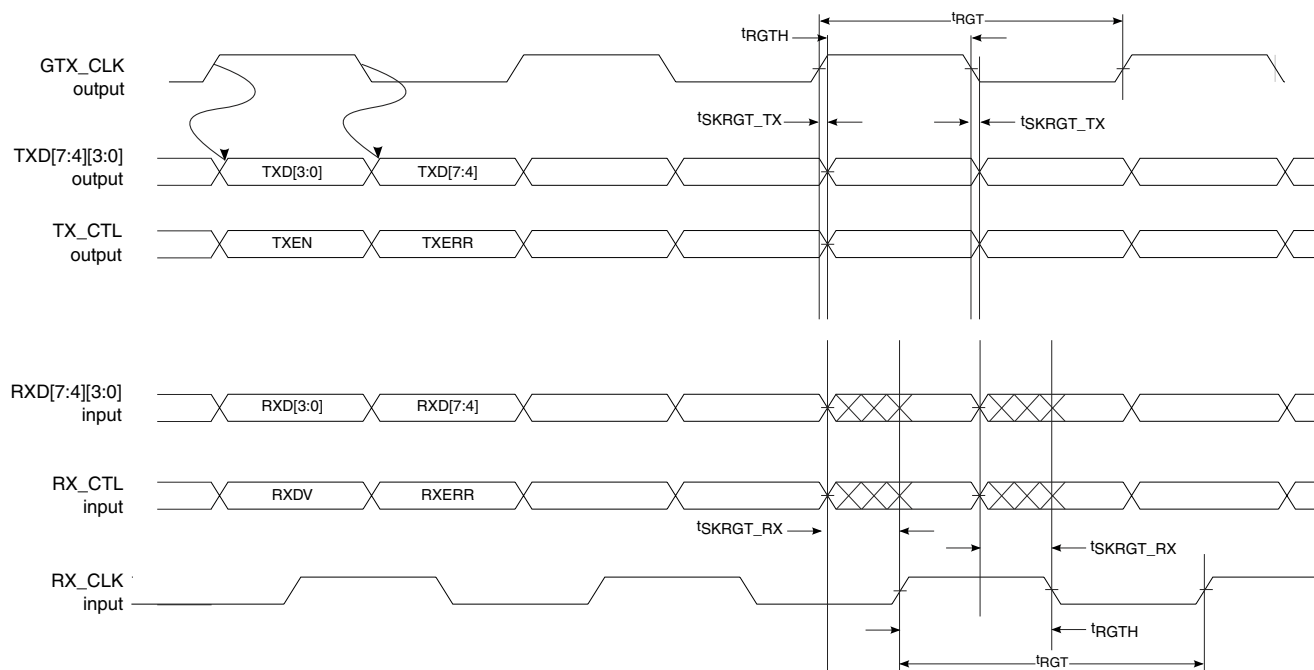 tRGT
tRGTH
GTX_CLK
output
tSKRGT_TX
tSKRGT_TX
TXD[7:4][3:0]
output
TXD[3:0]
TXD[7:4]
TX_CTL
output
TXEN
TXERR
RXD[7:4][3:0]
input
RXD[3:0]
RXD[7:4]
RX_CTL
input
RXDV
RXERR
tSKRGT_RX
tSKRGT_RX
RX_CLK
input
tRGTH
tRGT